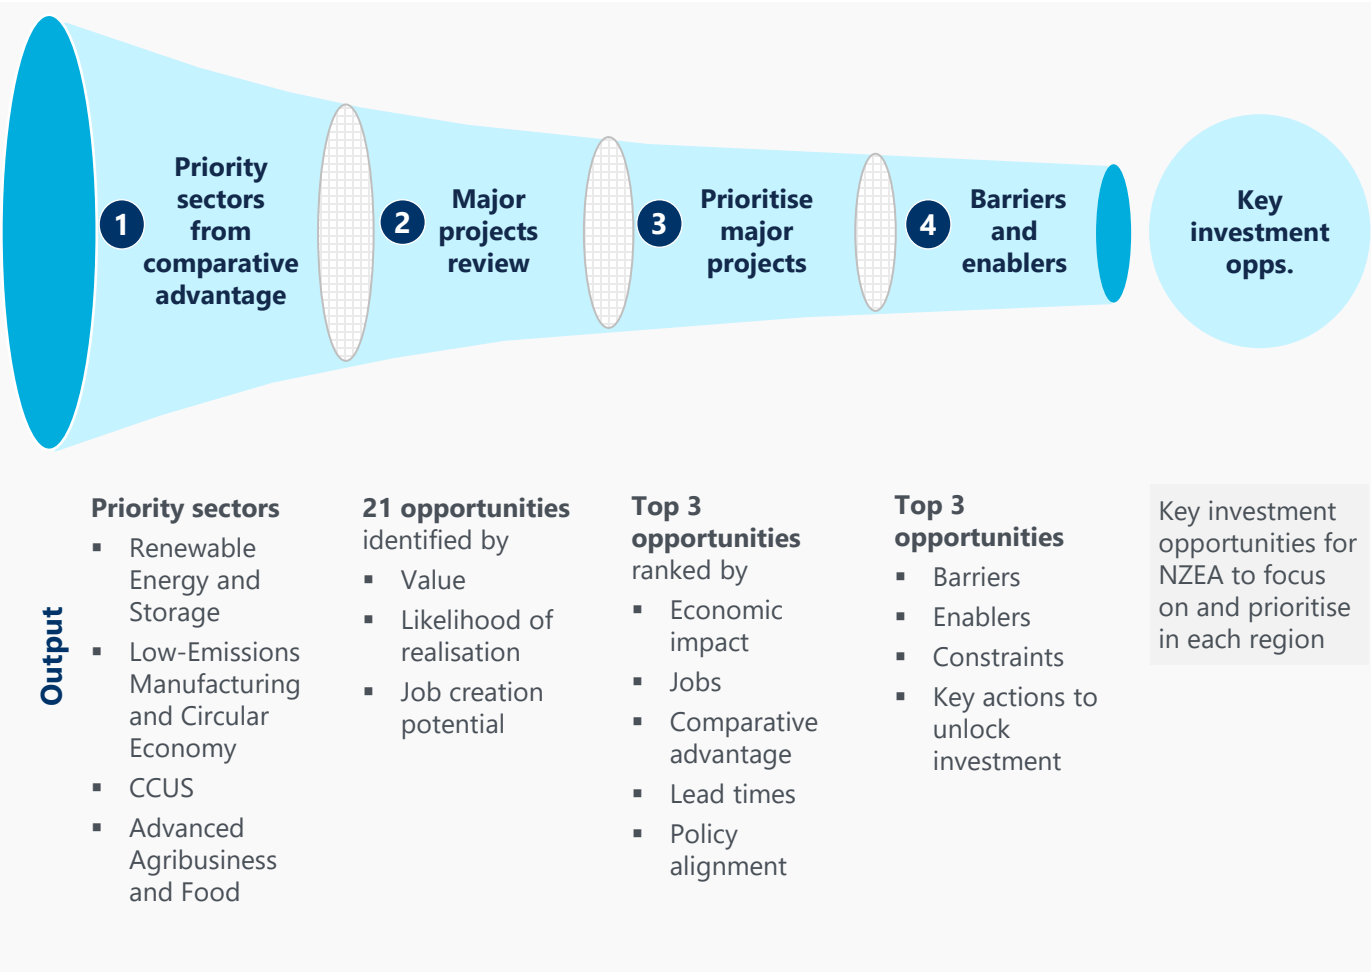 1
Priority
sectors
from
comparative
advantage
2
Major
projects
review
3
Prioritise
major
projects
4
Barriers
and
enablers
Key
investment
opps.
Output
Priority sectors
▪ Renewable
Energy and
Storage
▪ Low-Emissions
Manufacturing
and Circular
Economy
▪ CCUS
▪ Advanced
Agribusiness
and Food
21 opportunities
identified by
▪ Value
▪ Likelihood of
realisation
▪ Job creation
potential
Top 3
opportunities
ranked by
▪ Economic
impact
▪ Jobs
▪ Comparative
advantage
▪ Lead times
▪ Policy
alignment
Top 3
opportunities
▪ Barriers
▪ Enablers
▪ Constraints
▪ Key actions to
unlock
investment
Key investment
opportunities for
NZEA to focus
on and prioritise
in each region